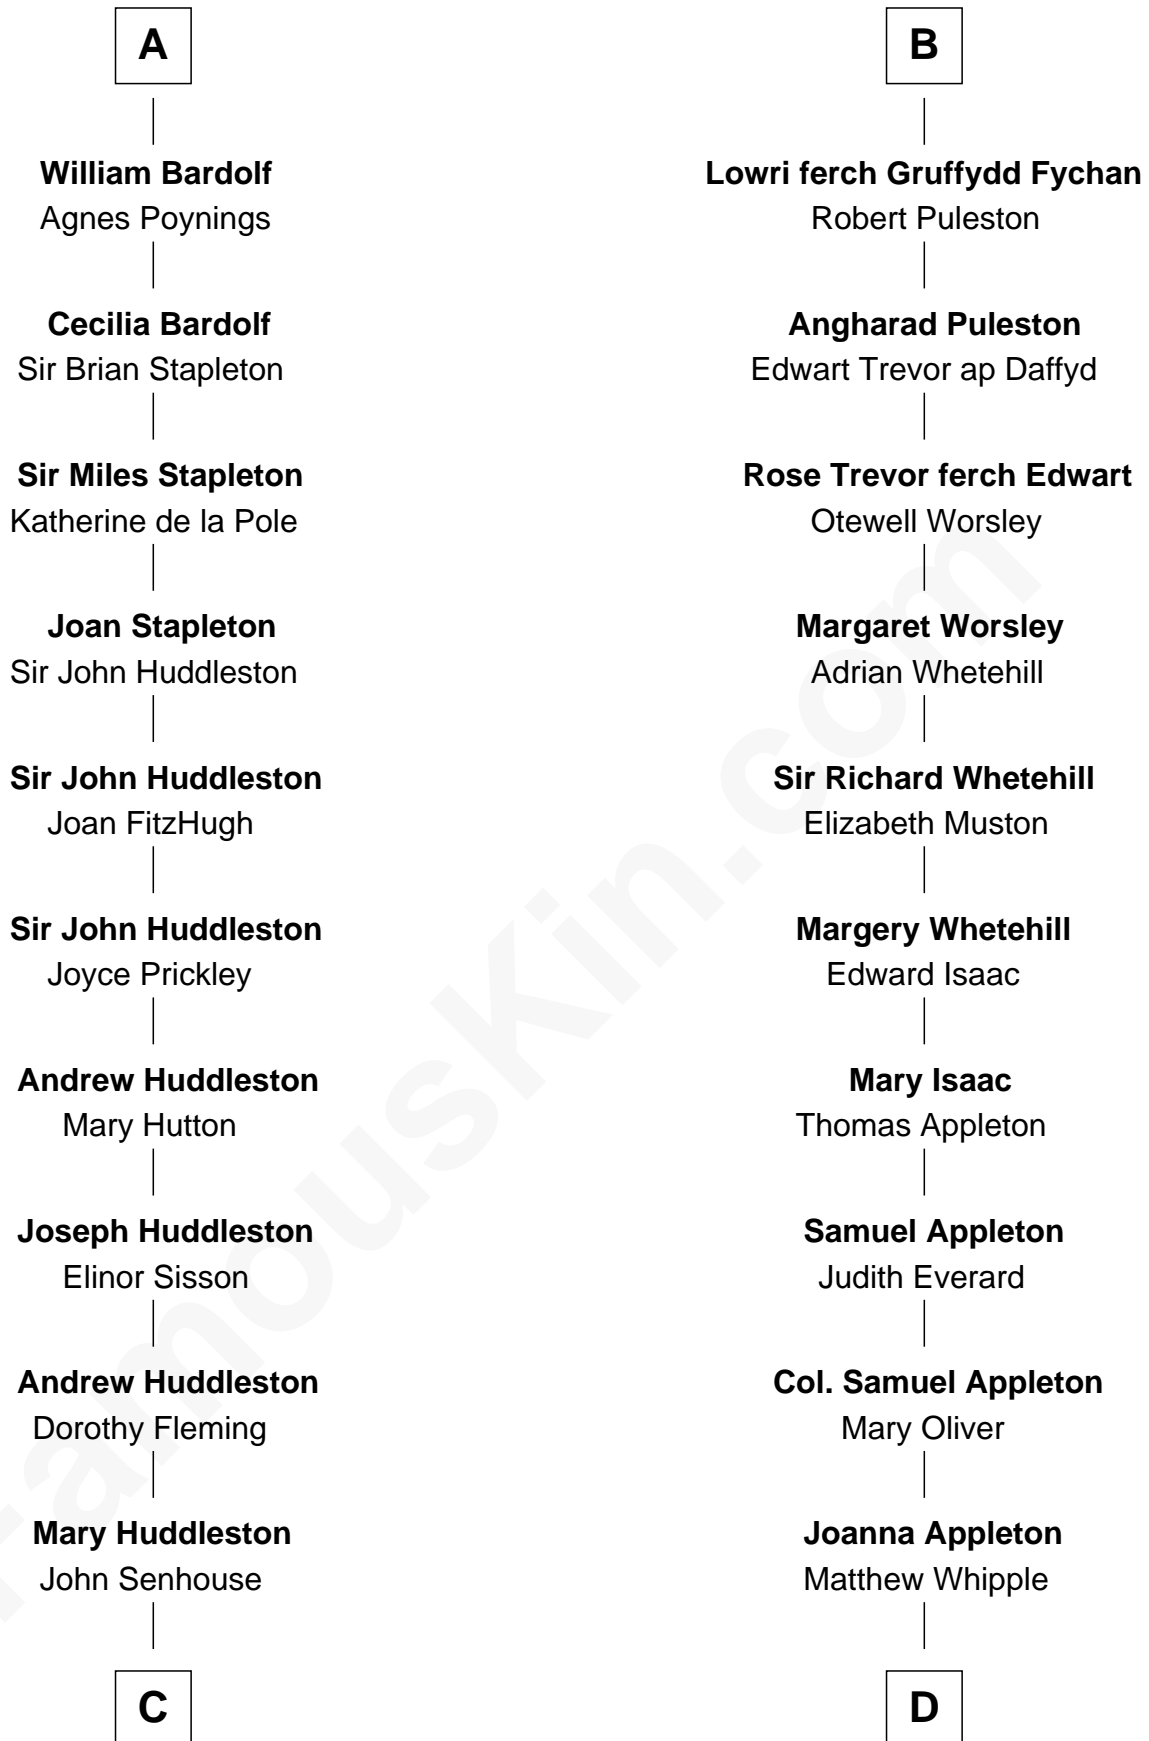 A
William Bardolf
Agnes Poynings
Cecilia Bardolf
Sir Brian Stapleton
Sir Miles Stapleton
Katherine de la Pole
Joan Stapleton
Sir John Huddleston
Sir John Huddleston
Joan FitzHugh
Sir John Huddleston
Joyce Prickley
Andrew Huddleston
Mary Hutton
Joseph Huddleston
Elinor Sisson
Andrew Huddleston
Dorothy Fleming
Mary Huddleston
John Senhouse
C
B
Lowri ferch Gruffydd Fychan
Robert Puleston
Angharad Puleston
Edwart Trevor ap Daffyd
Rose Trevor ferch Edwart
Otewell Worsley
Margaret Worsley
Adrian Whetehill
Sir Richard Whetehill
Elizabeth Muston
Margery Whetehill
Edward Isaac
Mary Isaac
Thomas Appleton
Samuel Appleton
Judith Everard
Col. Samuel Appleton
Mary Oliver
Joanna Appleton
Matthew Whipple
D
FamousKin.com